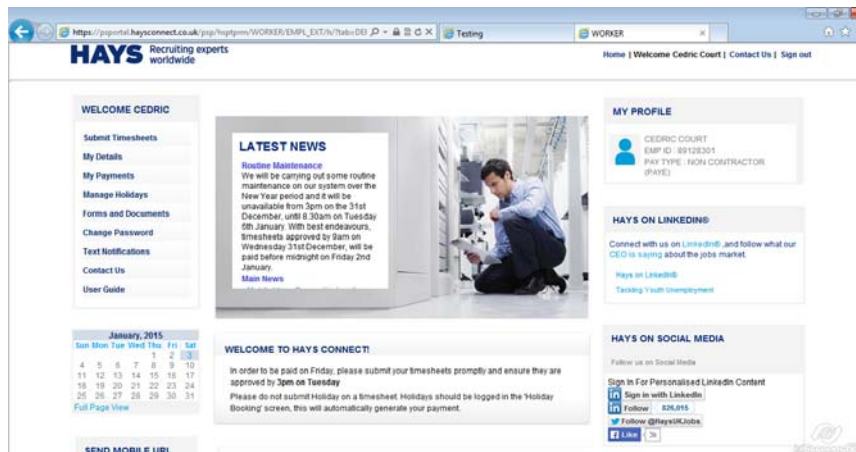 https://psportal.haysconnect.co.uk/psp/hsptprm/WORKER/EMPL_EXT/h/?tab=DEI
Testing
WORKER
HAYS Recruiting experts worldwide
Home | Welcome Cedric Court | Contact Us | Sign out
WELCOME CEDRIC
Submit Timesheets
My Details
My Payments
Manage Holidays
Forms and Documents
Change Password
Text Notifications
Contact Us
User Guide
January, 2015
Sun Mon Tue Wed Thu Fri Sat
1 2 3
4 5 6 7 8 9 10
11 12 13 14 15 16 17
18 19 20 21 22 23 24
25 26 27 28 29 30 31
Full Page View
SEND MOBILE URL
LATEST NEWS
Routine Maintenance
We will be carrying out some routine
maintenance on our system over the
New Year period and it will be
unavailable from 3pm on the 31st
December, until 8.30am on Tuesday
6th January. With best endeavours,
timesheets approved by 9am on
Wednesday 31st December, will be
paid before midnight on Friday 2nd
January.
Main News
WELCOME TO HAYS CONNECT!
In order to be paid on Friday, please submit your timesheets promptly and ensure they are
approved by 3pm on Tuesday
Please do not submit Holiday on a timesheet. Holidays should be logged in the 'Holiday
Booking' screen, this will automatically generate your payment.
MY PROFILE
CEDRIC COURT
EMP ID : 89128301
PAY TYPE : NON CONTRACTOR
(PAYE)
HAYS ON LINKEDIN®
Connect with us on LinkedIn® ,and follow what our
CEO is saying about the jobs market.
Hays on LinkedIn®
Tackling Youth Unemployment
HAYS ON SOCIAL MEDIA
Follow us on Social Media
Sign In For Personalised LinkedIn Content
in Sign in with LinkedIn
in Follow 826,015
Follow @HaysUKJobs
Like 3k